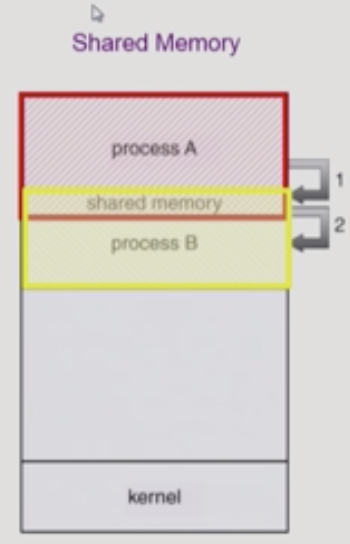 Shared Memory
process A
1
shared memory
2
process B
kernel